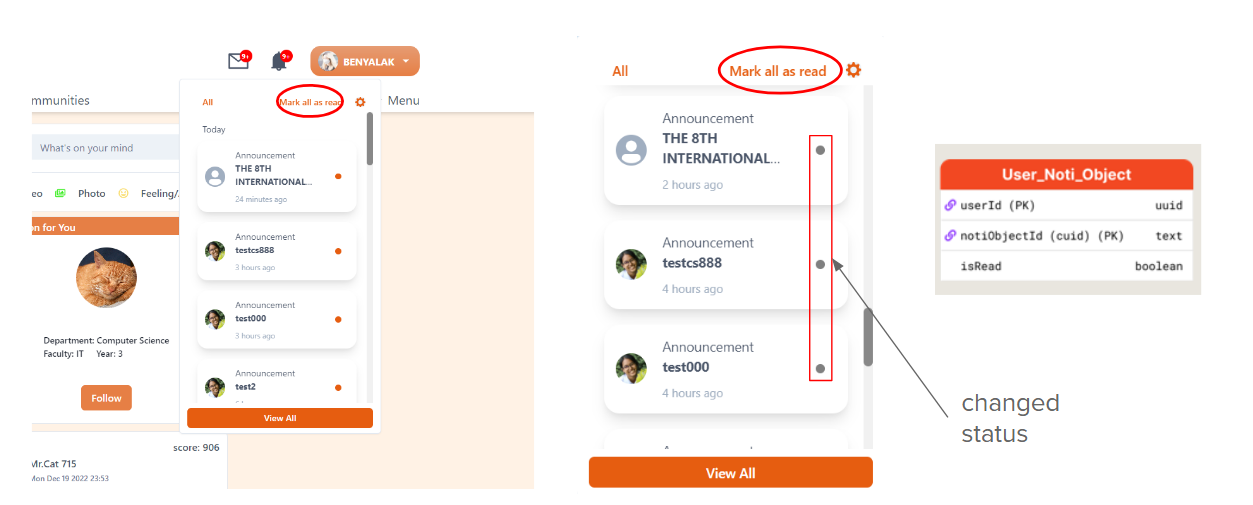 9+
9+
BENYALAK
mmunities
Menu
All
Mark all as read
Today
What's on your mind
Photo
Feeling/
Announcement
THE 8TH
INTERNATIONAL...
24 minutes ago
on for You
Announcement
testcs888
3 hours ago
Announcement
test000
3 hours ago
Department: Computer Science
Faculty: IT Year: 3
Announcement
test2
Follow
View All
score: 906
Mr.Cat 715
Mon Dec 19 2022 23:53
All
Mark all as read
Announcement
THE 8TH
INTERNATIONAL...
2 hours ago
Announcement
testcs888
4 hours ago
Announcement
test000
4 hours ago
View All
User_Noti_Object
userId (PK) uuid
notiObjectId (cuid) (PK) text
isRead boolean
changed
status